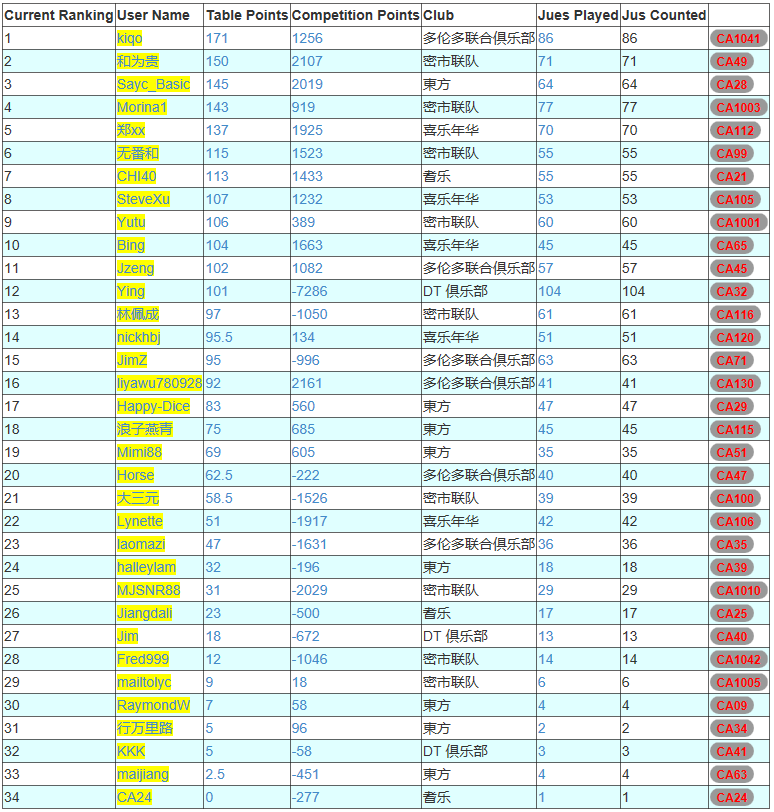 Current Ranking User Name Table Points Competition Points Club Jues Played Jus Counted
1 kiqo 171 1256 多伦多联合俱乐部 86 86 CA1041
2 和为贵 150 2107 密市联队 71 71 CA49
3 Sayc_Basic 145 2019 東方 64 64 CA28
4 Morina1 143 919 密市联队 77 77 CA1003
5 郑xx 137 1925 喜乐年华 70 70 CA112
6 无番和 115 1523 密市联队 55 55 CA99
7 CHI40 113 1433 耆乐 55 55 CA21
8 SteveXu 107 1232 喜乐年华 53 53 CA105
9 Yutu 106 389 密市联队 60 60 CA1001
10 Bing 104 1663 喜乐年华 45 45 CA65
11 Jzeng 102 1082 多伦多联合俱乐部 57 57 CA45
12 Ying 101 -7286 DT 俱乐部 104 104 CA32
13 林佩成 97 -1050 密市联队 61 61 CA116
14 nickhbj 95.5 134 喜乐年华 51 51 CA120
15 JimZ 95 -996 多伦多联合俱乐部 63 63 CA71
16 liyawu780928 92 2161 多伦多联合俱乐部 41 41 CA130
17 Happy-Dice 83 560 東方 47 47 CA29
18 浪子燕青 75 685 東方 45 45 CA115
19 Mimi88 69 605 東方 35 35 CA51
20 Horse 62.5 -222 多伦多联合俱乐部 40 40 CA47
21 大三元 58.5 -1526 密市联队 39 39 CA100
22 Lynette 51 -1917 喜乐年华 42 42 CA106
23 laomazi 47 -1631 多伦多联合俱乐部 36 36 CA35
24 halleylam 32 -196 東方 18 18 CA39
25 MJSNR88 31 -2029 密市联队 29 29 CA1010
26 Jiangdali 23 -500 耆乐 17 17 CA25
27 Jim 18 -672 DT 俱乐部 13 13 CA40
28 Fred999 12 -1046 密市联队 14 14 CA1042
29 mailtolyc 9 18 密市联队 6 6 CA1005
30 RaymondW 7 58 東方 4 4 CA09
31 行万里路 5 96 東方 2 2 CA34
32 KKK 5 -58 DT 俱乐部 3 3 CA41
33 maijiang 2.5 -451 東方 4 4 CA63
34 CA24 0 -277 耆乐 1 1 CA24